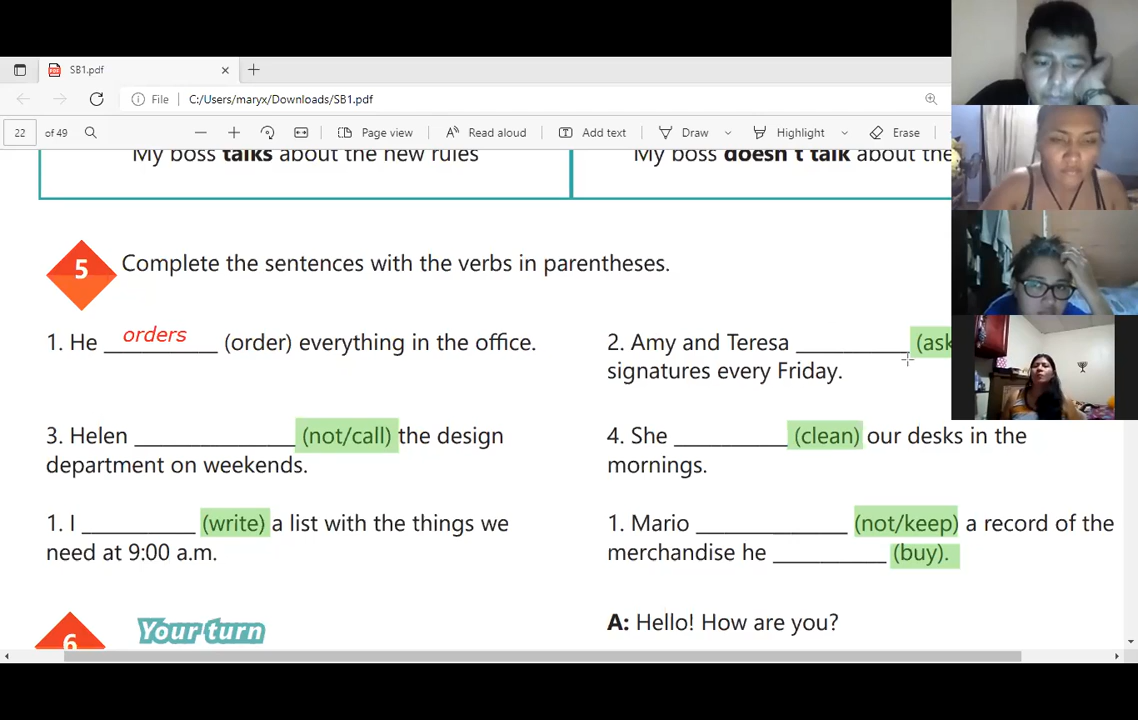 SB1.pdf
File C:/Users/maryx/Downloads/SB1.pdf
22 of 49 Page view Read aloud Add text Draw Highlight Erase
My boss talks about the new rules
My boss doesn't talk about the
5 Complete the sentences with the verbs in parentheses.
1. He orders (order) everything in the office.
2. Amy and Teresa __________ (ask
signatures every Friday.
3. Helen ______________ (not/call) the design
department on weekends.
4. She __________ (clean) our desks in the
mornings.
1. I __________ (write) a list with the things we
need at 9:00 a.m.
1. Mario _____________ (not/keep) a record of the
merchandise he __________ (buy).
6 Your turn
A: Hello! How are you?